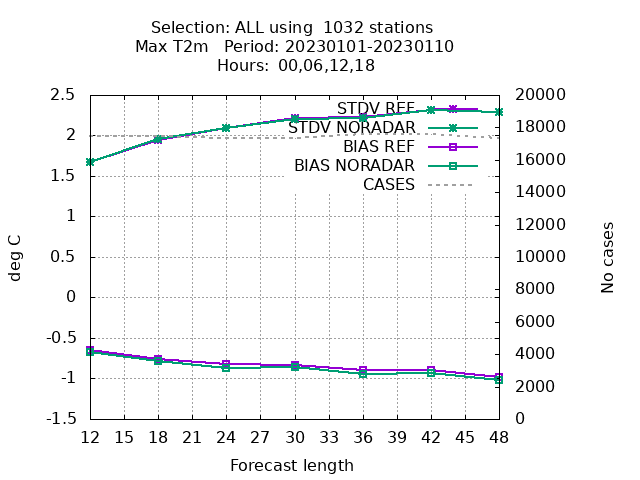 Selection: ALL using  1032 stations
Max T2m   Period: 20230101-20230110
Hours:  00,06,12,18
2.5
2
1.5
1
0.5
0
-0.5
-1
-1.5
deg C
STDV REF
STDV NORADAR
BIAS REF
BIAS NORADAR
CASES
20000
18000
16000
14000
12000
10000
8000
6000
4000
2000
0
No cases
12 15 18 21 24 27 30 33 36 39 42 45 48
Forecast length